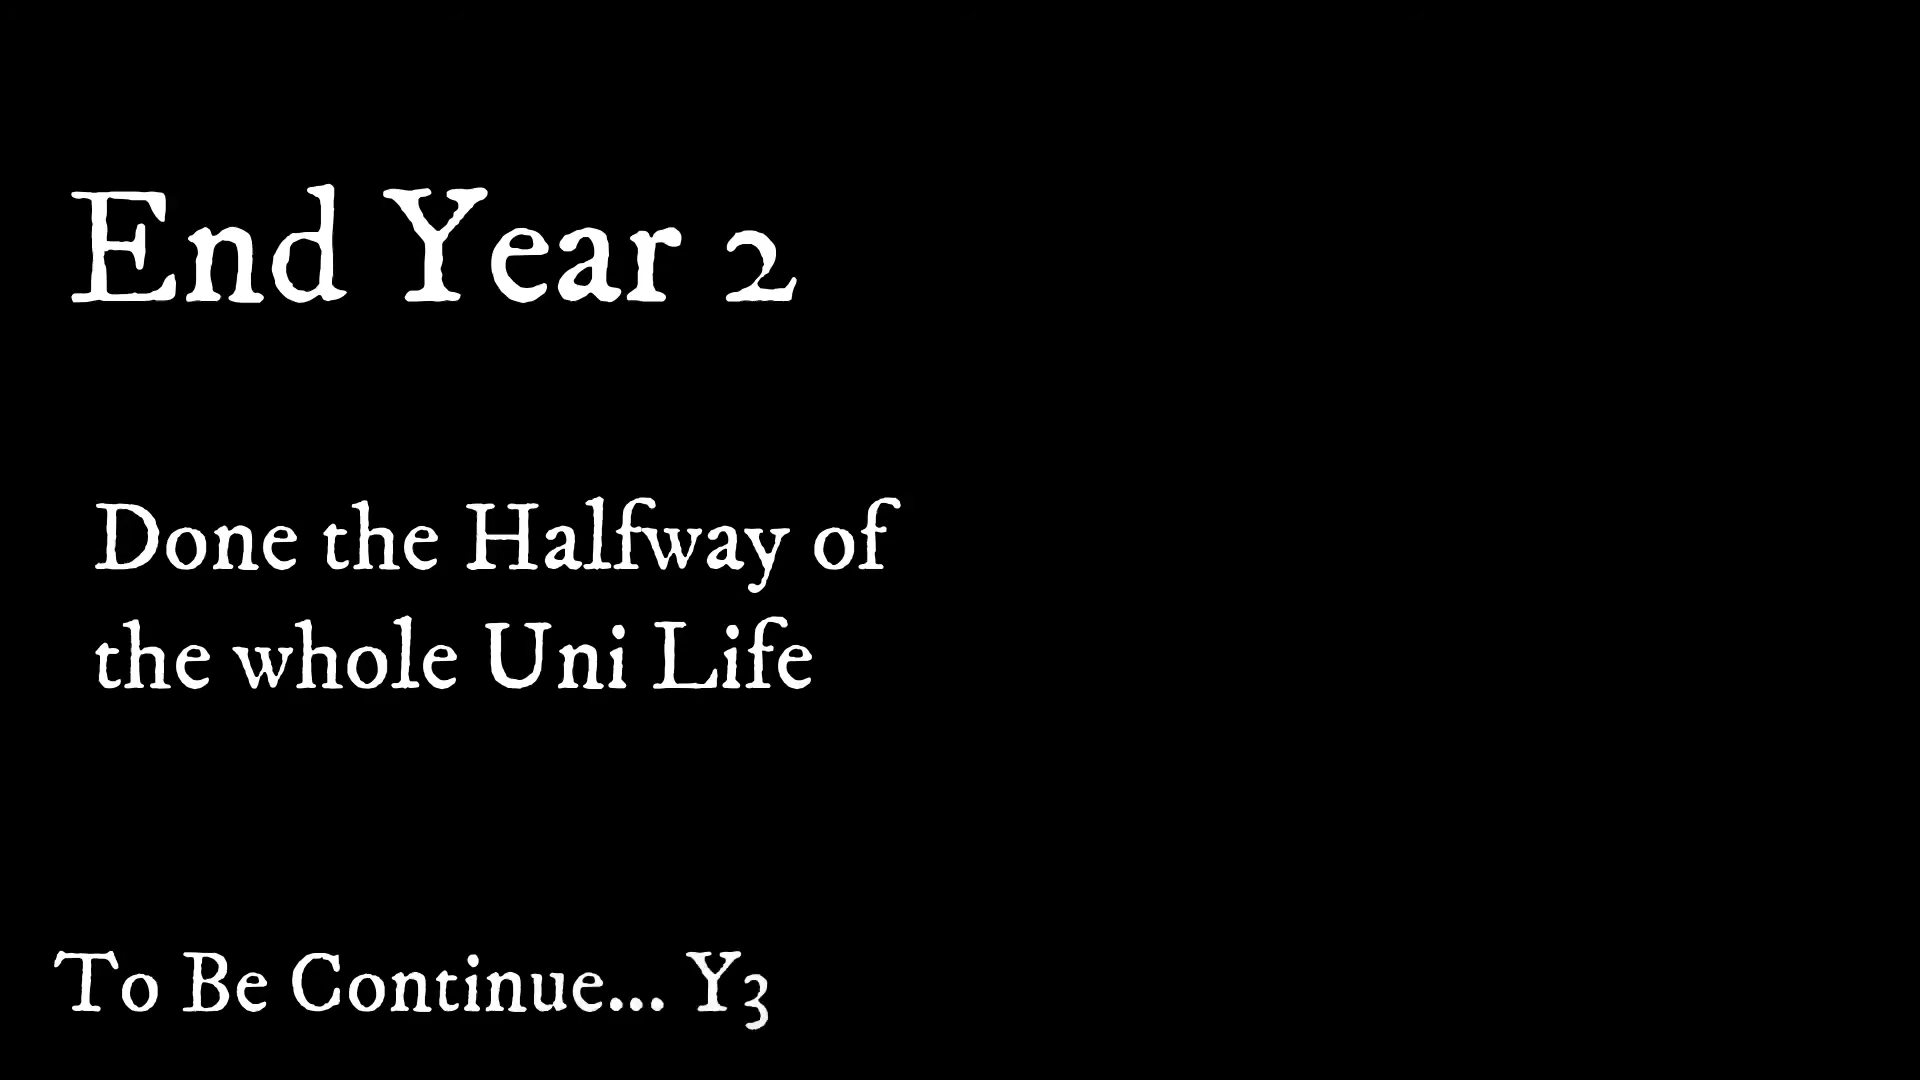 End Year 2
Done the Halfway of
the whole Uni Life
To Be Continue... Y3